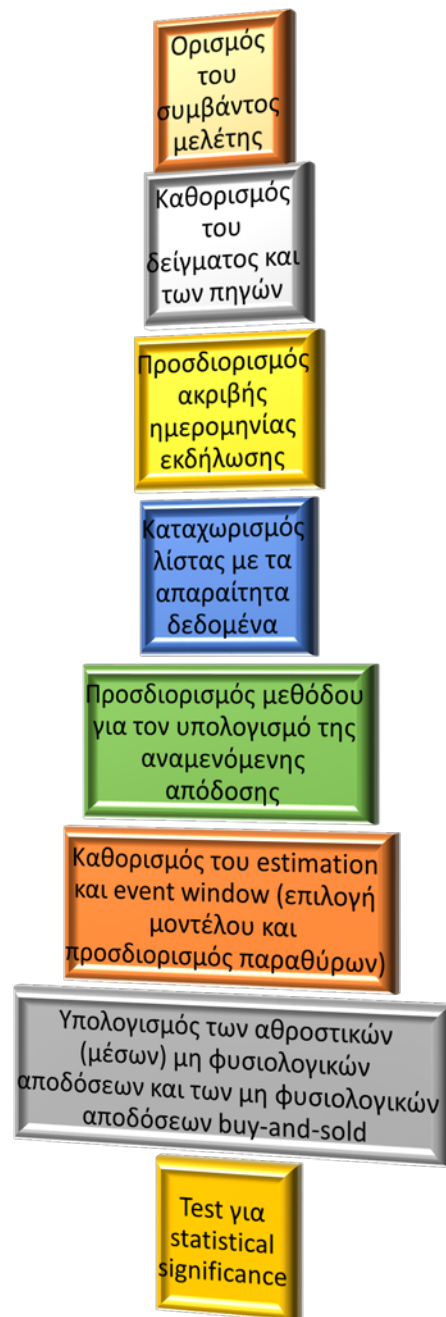 Ορισμός
του
συμβάντος
μελέτης
Καθορισμός
του
δείγματος και
των πηγών
Προσδιορισμός
ακριβής
ημερομηνίας
εκδήλωσης
Καταχωρισμός
λίστας με τα
απαραίτητα
δεδομένα
Προσδιορισμός μεθόδου
για τον υπολογισμό της
αναμενόμενης
απόδοσης
Καθορισμός του estimation
και event window (επιλογή
μοντέλου και
προσδιορισμός παραθύρων)
Υπολογισμός των αθροστικών
(μέσων) μη φυσιολογικών
αποδόσεων και των μη φυσιολογικών
αποδόσεων buy-and-sold
Test για
statistical
significance